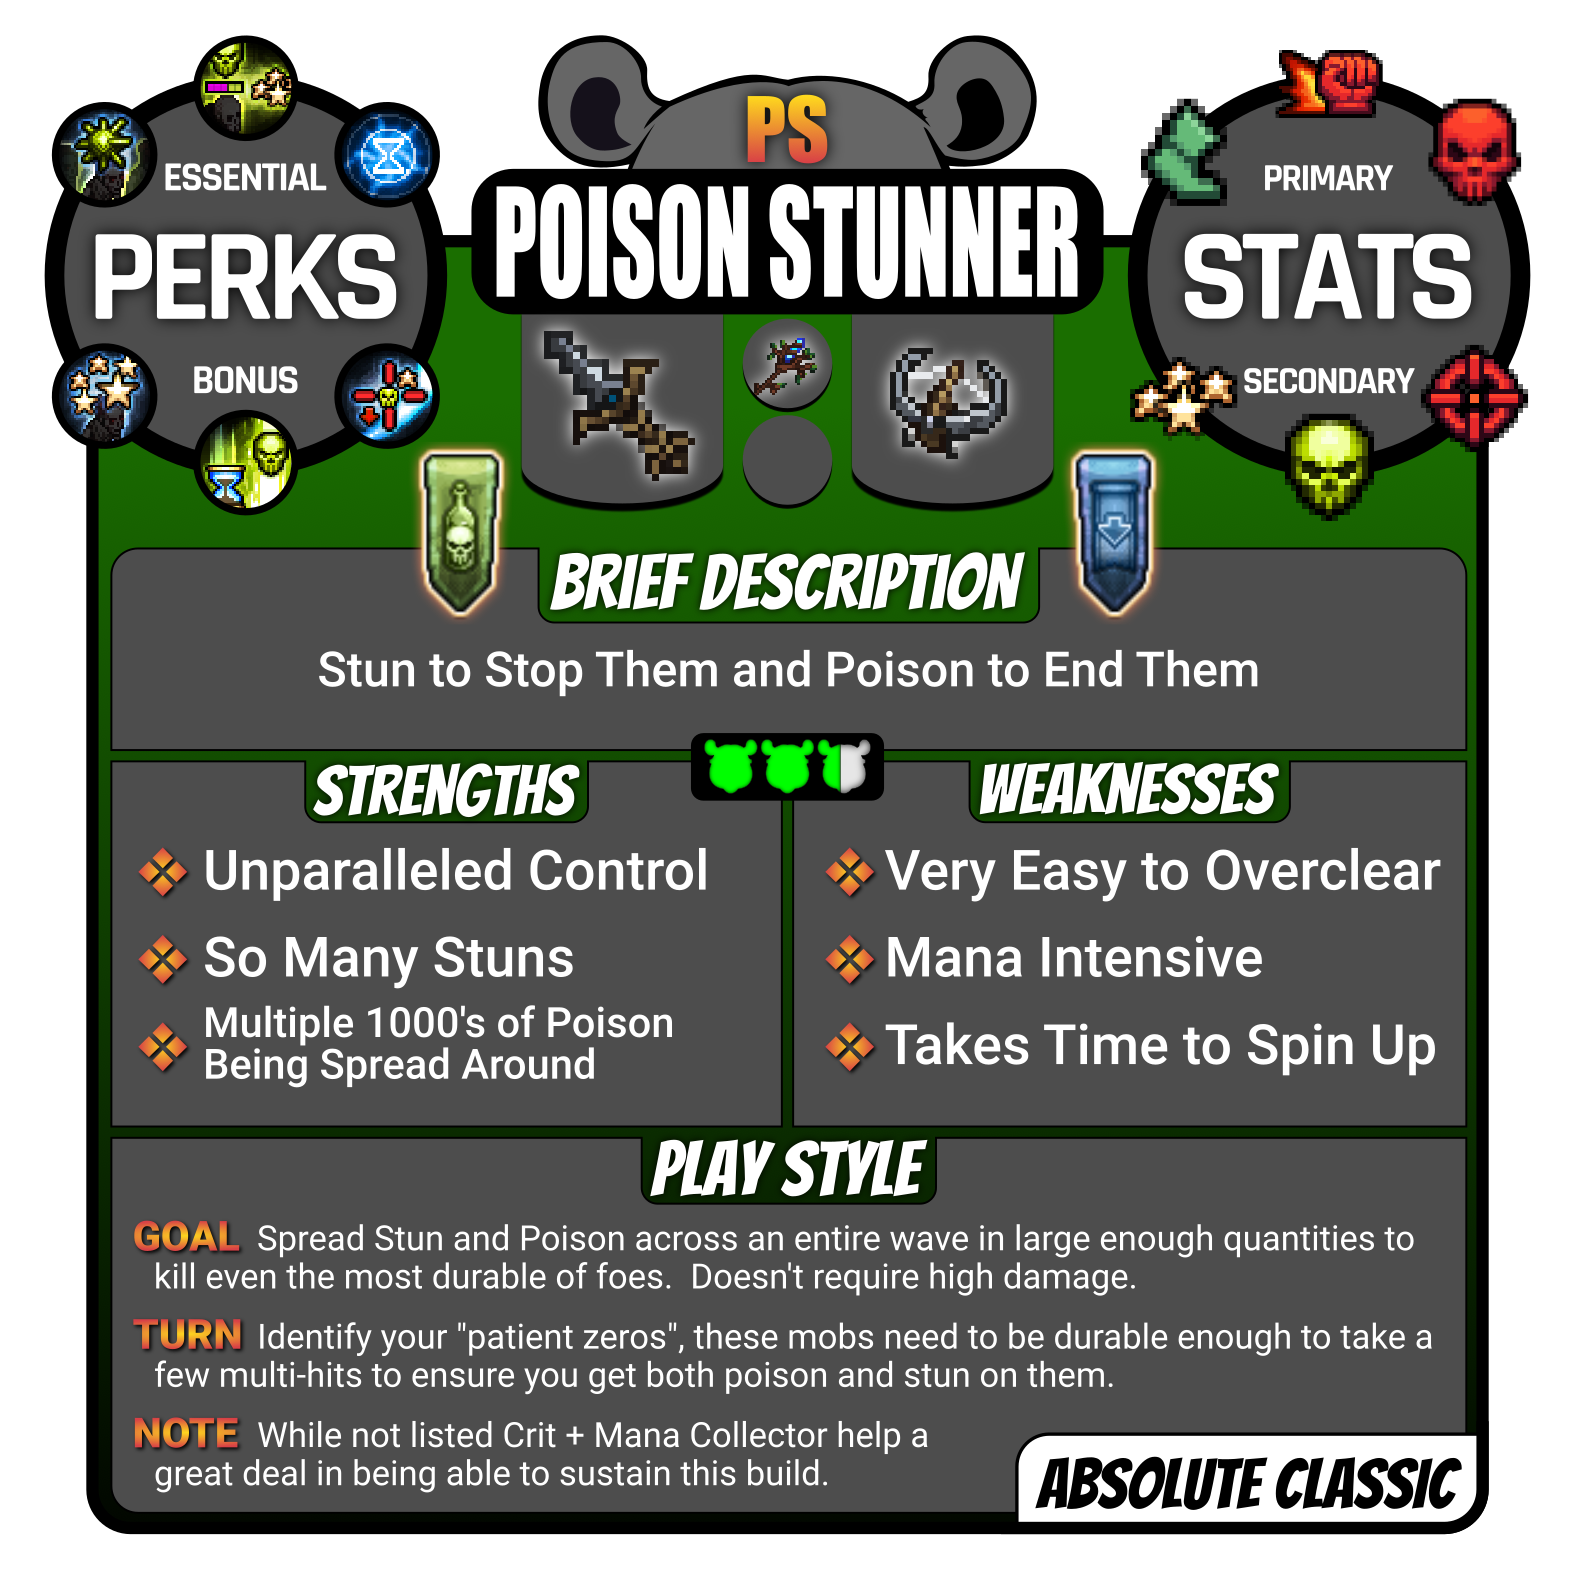 PS
POISON STUNNER
ESSENTIAL
PERKS
BONUS
PRIMARY
STATS
SECONDARY
BRIEF DESCRIPTION
Stun to Stop Them and Poison to End Them
STRENGTHS
Unparalleled Control
So Many Stuns
Multiple 1000's of Poison
Being Spread Around
WEAKNESSES
Very Easy to Overclear
Mana Intensive
Takes Time to Spin Up
PLAY STYLE
GOAL Spread Stun and Poison across an entire wave in large enough quantities to
kill even the most durable of foes. Doesn't require high damage.
TURN Identify your "patient zeros", these mobs need to be durable enough to take a
few multi-hits to ensure you get both poison and stun on them.
NOTE While not listed Crit + Mana Collector help a
great deal in being able to sustain this build.
ABSOLUTE CLASSIC